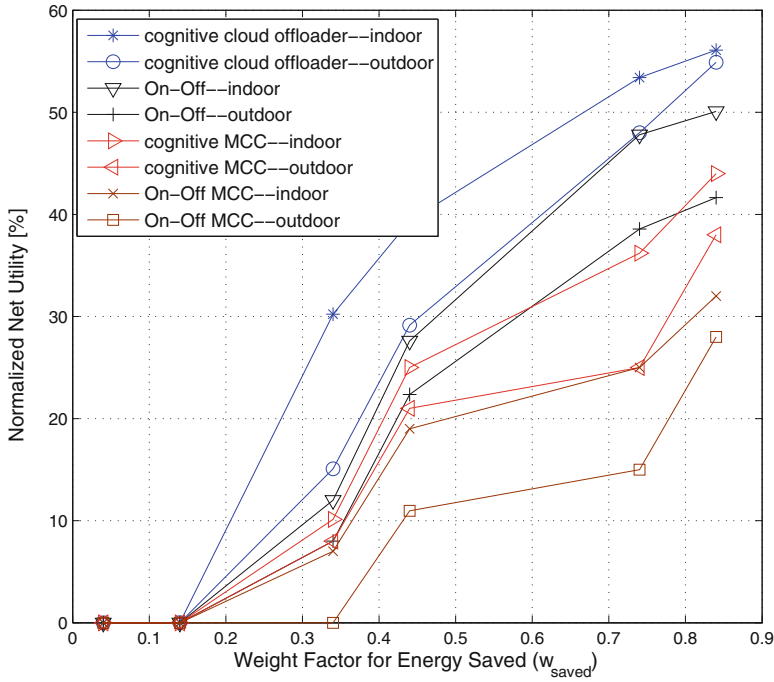 60
50
40
30
20
10
0
Normalized Net Utility [%]
cognitive cloud offloader--indoor
cognitive cloud offloader--outdoor
On-Off--indoor
On-Off--outdoor
cognitive MCC--indoor
cognitive MCC--outdoor
On-Off MCC--indoor
On-Off MCC--outdoor
0 0.1 0.2 0.3 0.4 0.5 0.6 0.7 0.8 0.9
Weight Factor for Energy Saved (w_saved)